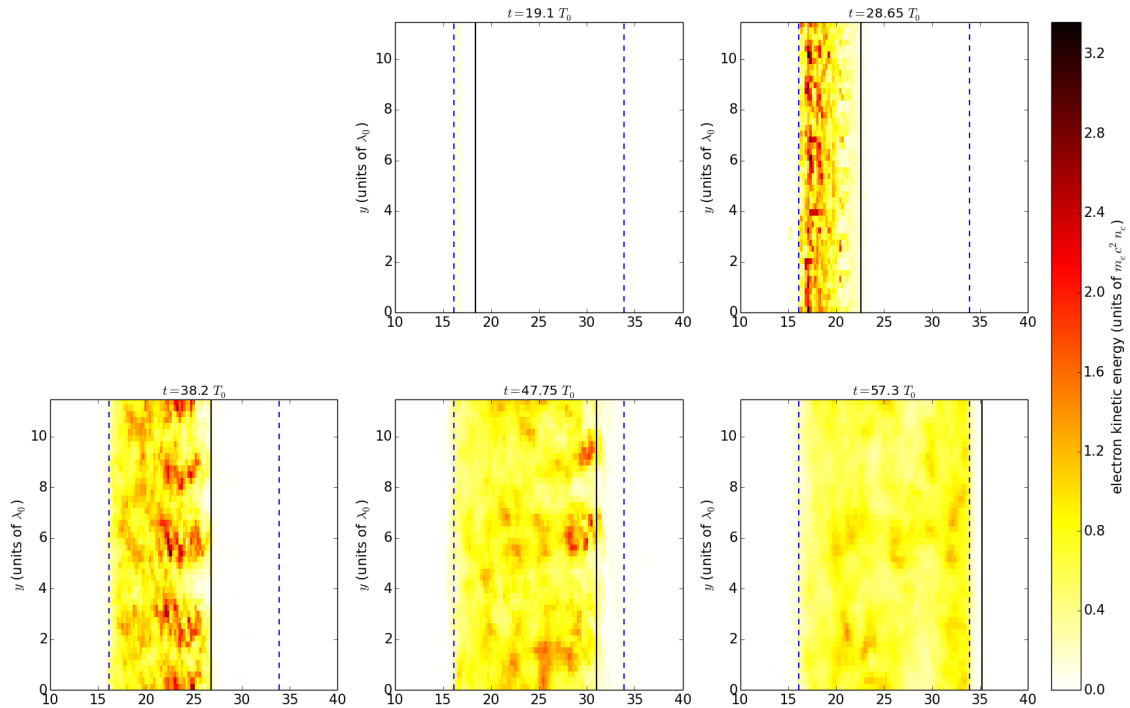 t=19.1 T₀
y (units of λ₀)
10
8
6
4
2
0
10 15 20 25 30 35 40
t=28.65 T₀
y (units of λ₀)
10
8
6
4
2
0
10 15 20 25 30 35 40
t=38.2 T₀
y (units of λ₀)
10
8
6
4
2
0
10 15 20 25 30 35 40
t=47.75 T₀
y (units of λ₀)
10
8
6
4
2
0
10 15 20 25 30 35 40
t=57.3 T₀
y (units of λ₀)
10
8
6
4
2
0
10 15 20 25 30 35 40
3.2
2.8
2.4
2.0
1.6
1.2
0.8
0.4
0.0
electron kinetic energy (units of mₑ c² n_c)